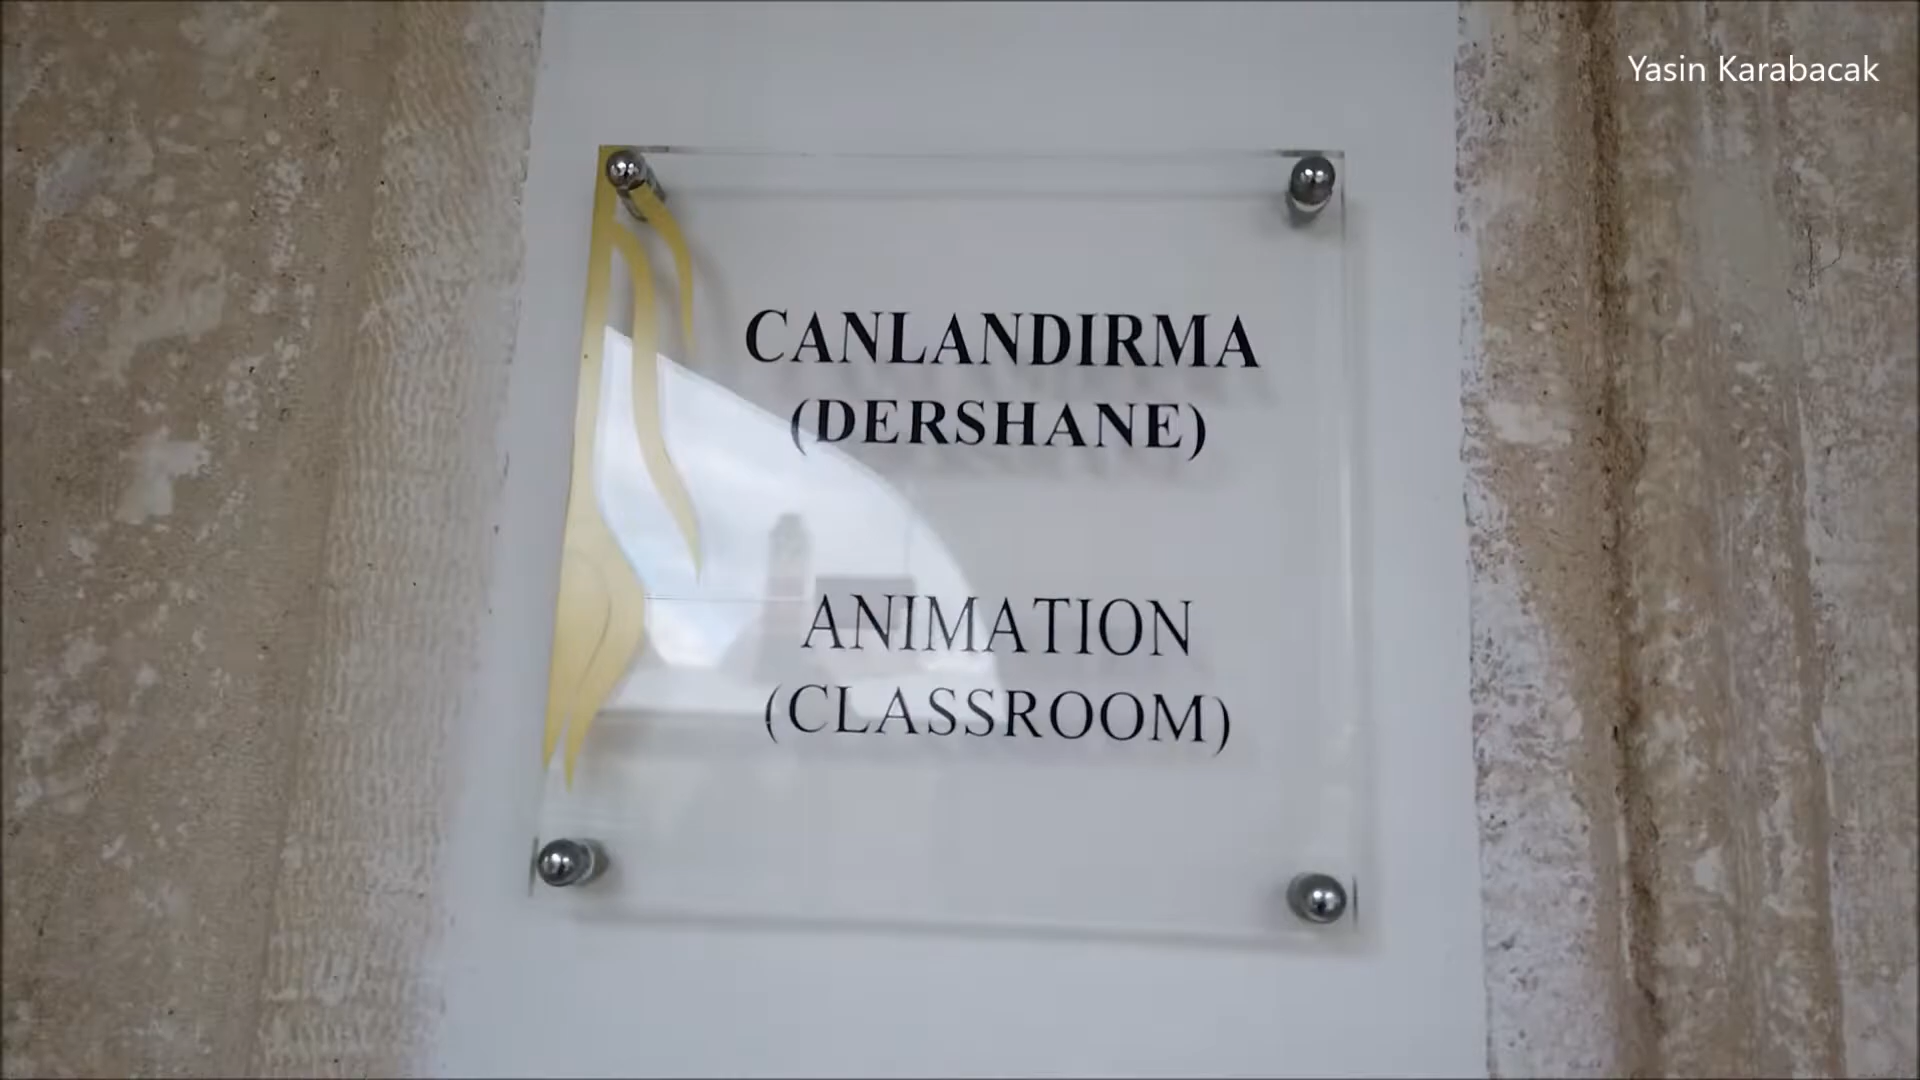 Yasin Karabacak
CANLANDIRMA
(DERSHANE)
ANIMATION
(CLASSROOM)